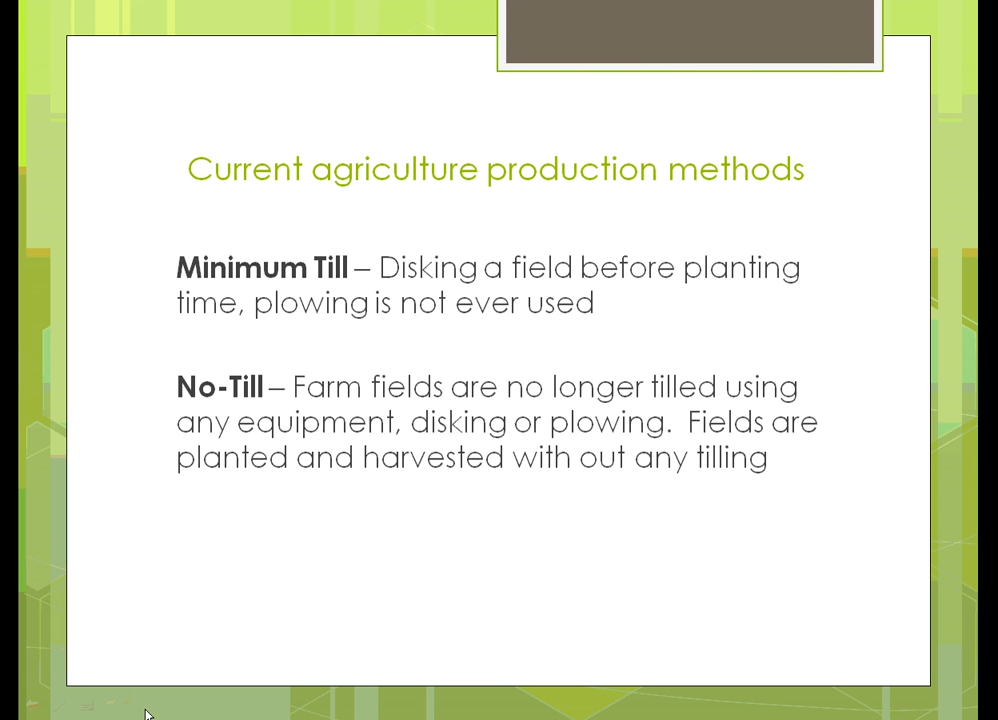 Current agriculture production methods
Minimum Till – Disking a field before planting
time, plowing is not ever used
No-Till – Farm fields are no longer tilled using
any equipment, disking or plowing.  Fields are
planted and harvested with out any tilling